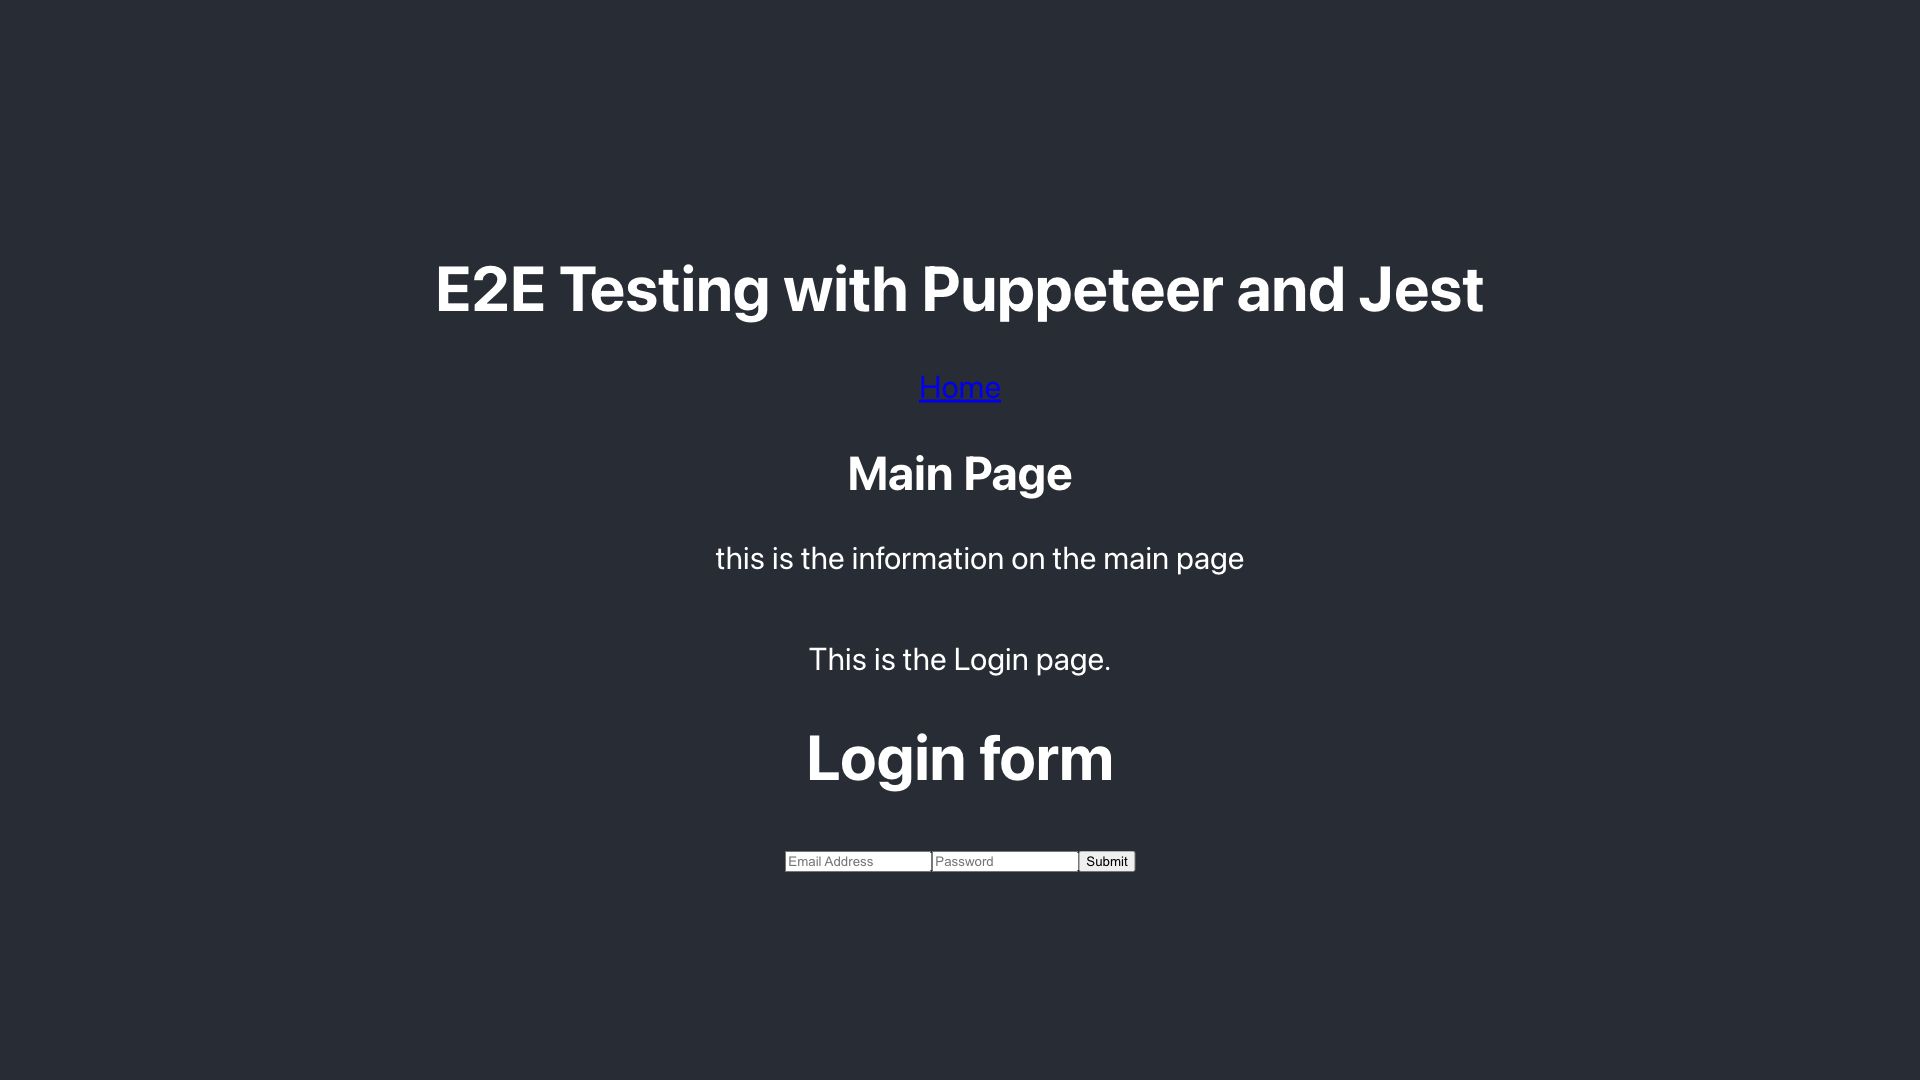 E2E Testing with Puppeteer and Jest
Home
Main Page
this is the information on the main page
This is the Login page.
Login form
Email Address Password Submit